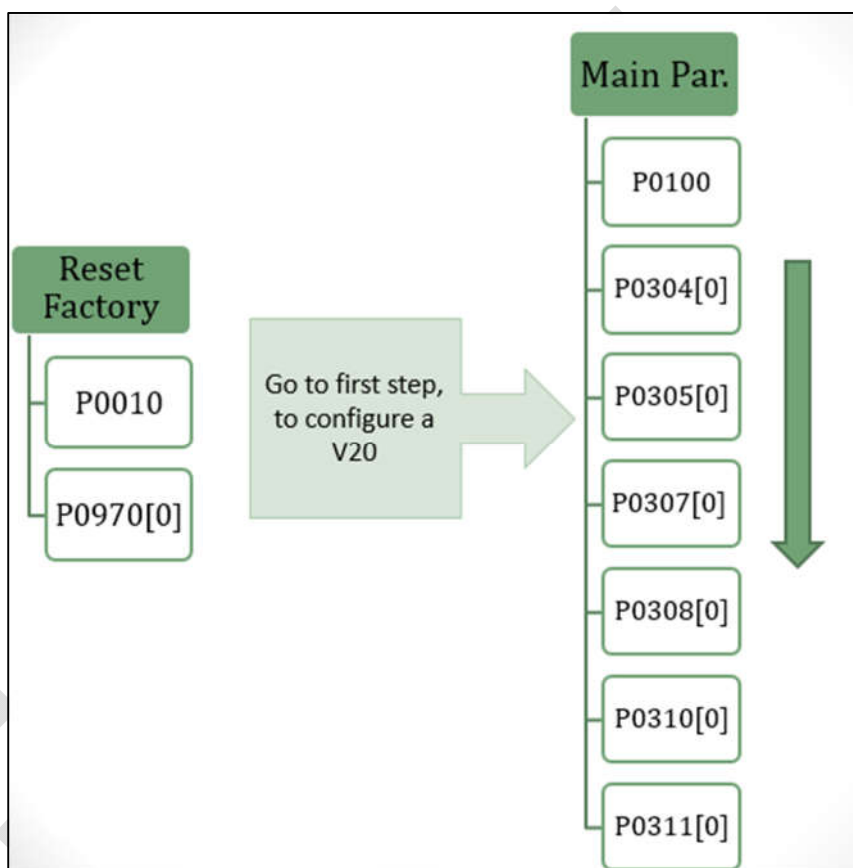 Reset
Factory
P0010
P0970[0]
Go to first step,
to configure a
V20
Main Par.
P0100
P0304[0]
P0305[0]
P0307[0]
P0308[0]
P0310[0]
P0311[0]